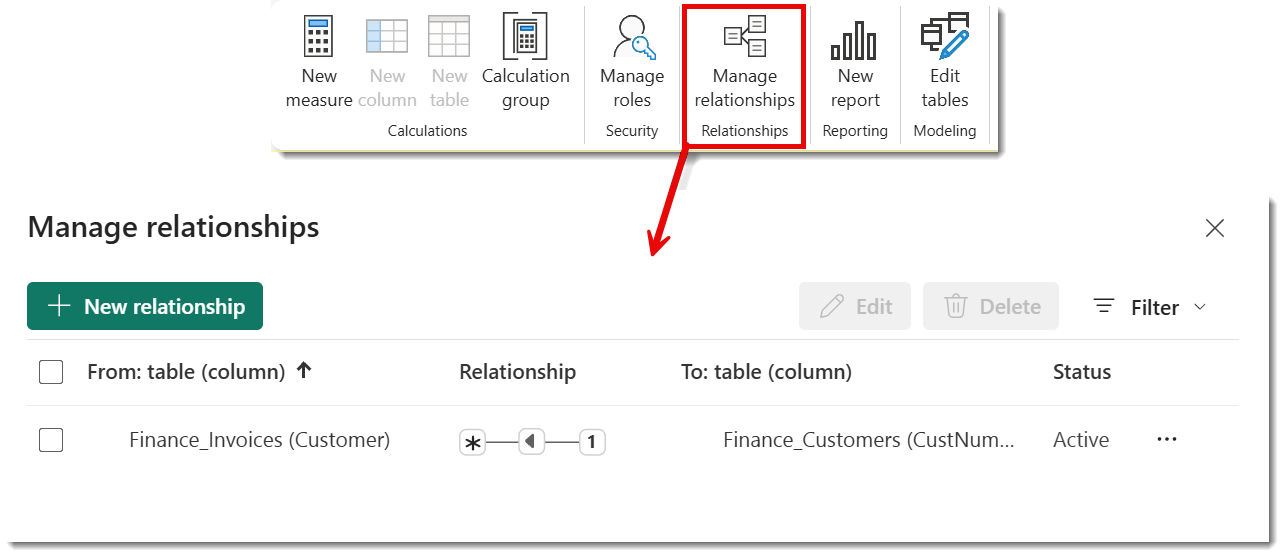 New measure
New column
New table
Calculation group
Calculations
Manage roles
Security
Manage relationships
Relationships
New report
Reporting
Edit tables
Modeling
Manage relationships
New relationship
Edit
Delete
Filter
From: table (column)
Relationship
To: table (column)
Status
Finance_Invoices (Customer)
* 1
Finance_Customers (CustNum...
Active